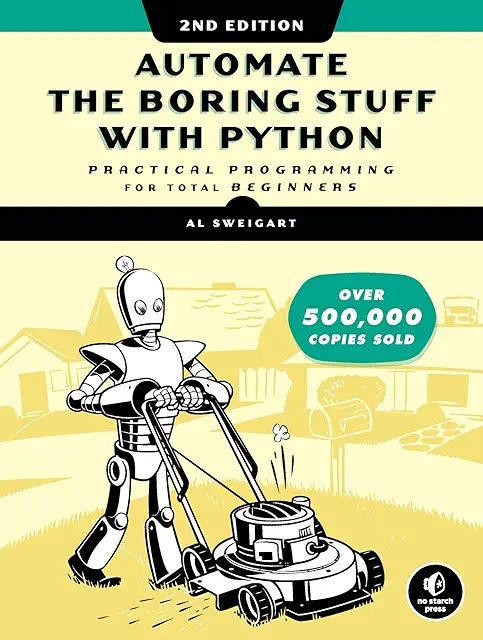 2ND EDITION
AUTOMATE
THE BORING STUFF
WITH PYTHON
PRACTICAL PROGRAMMING
FOR TOTAL BEGINNERS
AL SWEIGART
OVER
500,000
COPIES SOLD
no starch
press